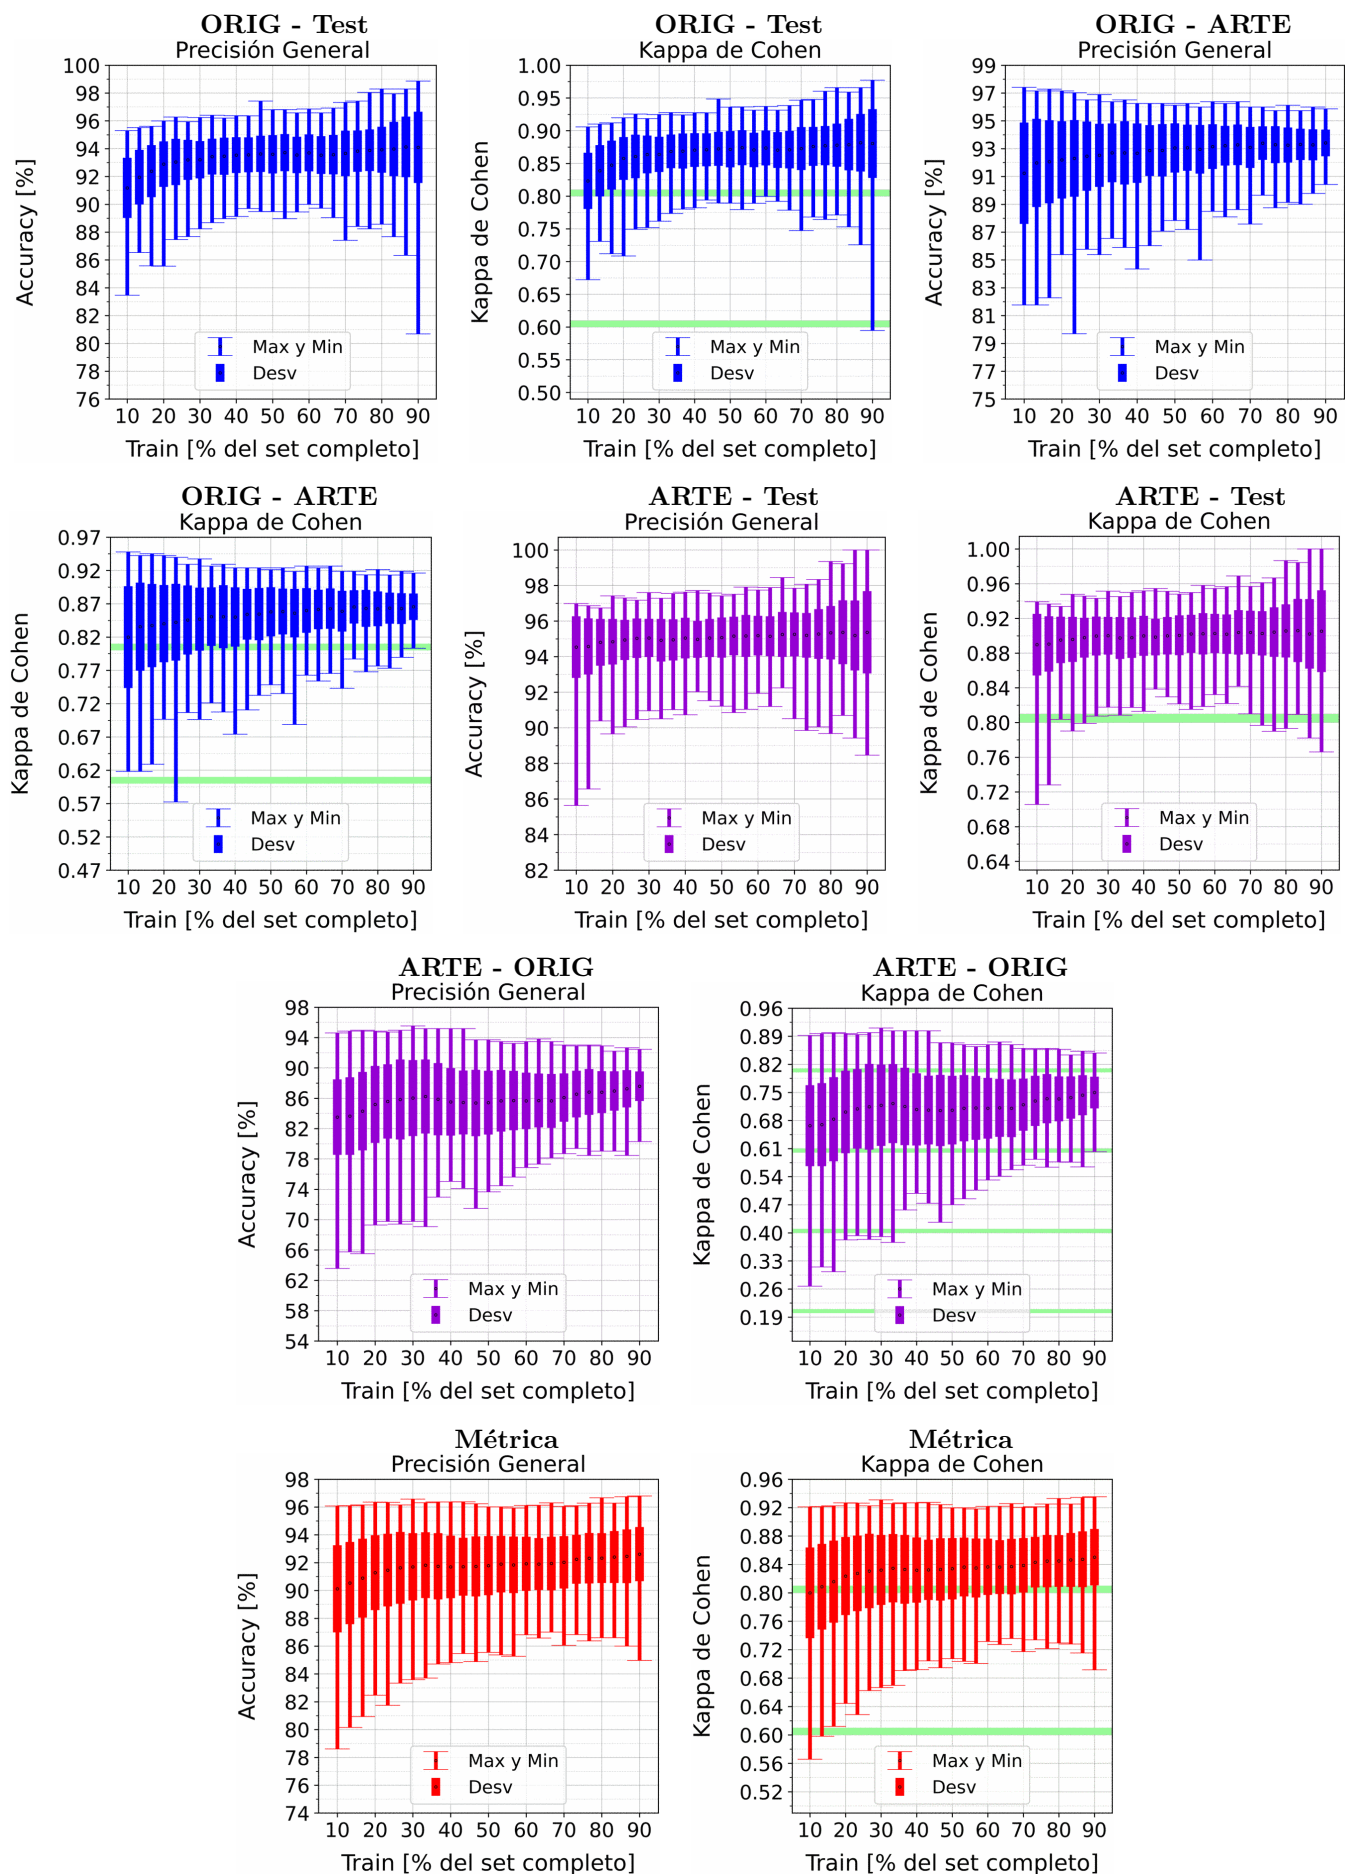 ORIG - Test
Precisión General
100
98
96
94
92
90
88
86
84
82
80
78
76
Accuracy [%]
Max y Min
Desv
10 20 30 40 50 60 70 80 90
Train [% del set completo]
ORIG - Test
Kappa de Cohen
1.00
0.95
0.90
0.85
0.80
0.75
0.70
0.65
0.60
0.55
0.50
Kappa de Cohen
Max y Min
Desv
10 20 30 40 50 60 70 80 90
Train [% del set completo]
ORIG - ARTE
Precisión General
99
97
95
93
91
89
87
85
83
81
79
77
75
Accuracy [%]
Max y Min
Desv
10 20 30 40 50 60 70 80 90
Train [% del set completo]
ORIG - ARTE
Kappa de Cohen
0.97
0.92
0.87
0.82
0.77
0.72
0.67
0.62
0.57
0.52
0.47
Kappa de Cohen
Max y Min
Desv
10 20 30 40 50 60 70 80 90
Train [% del set completo]
ARTE - Test
Precisión General
100
98
96
94
92
90
88
86
84
82
Accuracy [%]
Max y Min
Desv
10 20 30 40 50 60 70 80 90
Train [% del set completo]
ARTE - Test
Kappa de Cohen
1.00
0.96
0.92
0.88
0.84
0.80
0.76
0.72
0.68
0.64
Kappa de Cohen
Max y Min
Desv
10 20 30 40 50 60 70 80 90
Train [% del set completo]
ARTE - ORIG
Precisión General
98
94
90
86
82
78
74
70
66
62
58
54
Accuracy [%]
Max y Min
Desv
10 20 30 40 50 60 70 80 90
Train [% del set completo]
ARTE - ORIG
Kappa de Cohen
0.96
0.89
0.82
0.75
0.68
0.61
0.54
0.47
0.40
0.33
0.26
0.19
Kappa de Cohen
Max y Min
Desv
10 20 30 40 50 60 70 80 90
Train [% del set completo]
Métrica
Precisión General
98
96
94
92
90
88
86
84
82
80
78
76
74
Accuracy [%]
Max y Min
Desv
10 20 30 40 50 60 70 80 90
Train [% del set completo]
Métrica
Kappa de Cohen
0.96
0.92
0.88
0.84
0.80
0.76
0.72
0.68
0.64
0.60
0.56
0.52
Kappa de Cohen
Max y Min
Desv
10 20 30 40 50 60 70 80 90
Train [% del set completo]